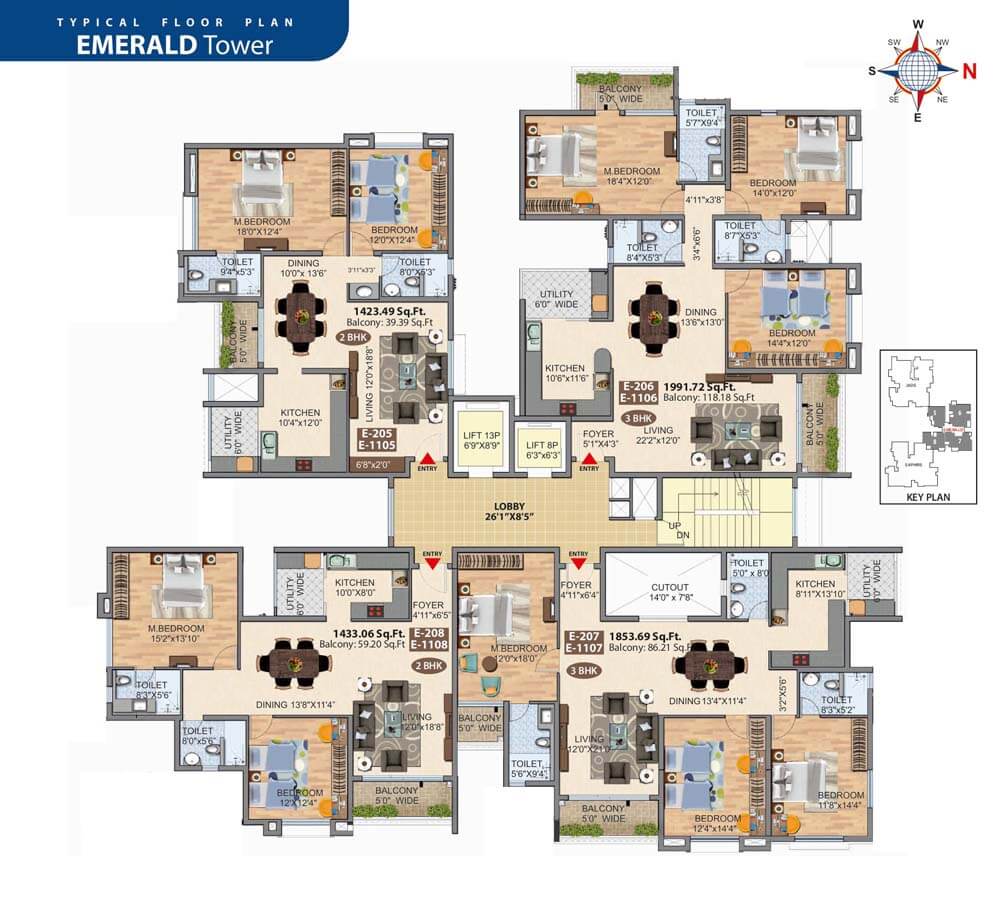 TYPICAL FLOOR PLAN
EMERALD Tower
W
SW
NW
S
N
SE
NE
E
BALCONY
5'0" WIDE
TOILET
5'7"X9'4"
M.BEDROOM
18'4"X12'0"
BEDROOM
14'0"x12'0"
4'11"x3'8"
3'4"x6'6"
TOILET
8'4"X5'3"
TOILET
8'7"X5'3"
UTILITY
6'0" WIDE
DINING
13'6"x13'0"
BEDROOM
14'4"x12'0"
KITCHEN
10'6"x11'6"
E-206
E-1106
3 BHK
1991.72 Sq.Ft.
Balcony: 118.18 Sq.Ft
LIVING
22'2"x12'0"
BALCONY
5'0" WIDE
FOYER
5'1"X4'3"
ENTRY
M.BEDROOM
18'0"X12'4"
BEDROOM
12'0"X12'4"
TOILET
9'4"x5'3"
DINING
10'0"x 13'6"
3'11"x3'3"
TOILET
8'0"X5'3"
1423.49 Sq.Ft.
Balcony: 39.39 Sq.Ft
2 BHK
BALCONY
5'0" WIDE
LIVING 12'0"x18'8"
KITCHEN
10'4"x12'0"
UTILITY
6'0" WIDE
E-205
E-1105
6'8"x2'0"
ENTRY
LIFT 13P
6'9"X8'9"
LIFT 8P
6'3"x6'3"
LOBBY
26'1"X8'5"
UP
DN
JADE
EMERALD
SAPHIRE
KEY PLAN
ENTRY
ENTRY
M.BEDROOM
15'2"x13'10"
UTILITY
6'0" WIDE
KITCHEN
10'0"X8'0"
FOYER
4'11"x6'5"
1433.06 Sq.Ft.
Balcony: 59.20 Sq.Ft
E-208
E-1108
2 BHK
TOILET
8'3"X5'6"
DINING 13'8"X11'4"
TOILET
8'0"x5'6"
LIVING
12'0"x18'8"
BEDROOM
12'X12'4"
BALCONY
5'0" WIDE
M.BEDROOM
12'0"x18'0"
BALCONY
5'0" WIDE
TOILET
5'6"X9'4"
FOYER
4'11"x6'4"
CUTOUT
14'0" x 7'8"
TOILET
5'0" x 8'0
KITCHEN
8'11"X13'10"
UTILITY
6'0" WIDE
E-207
E-1107
3 BHK
1853.69 Sq.Ft.
Balcony: 86.21 Sq.F
DINING 13'4"X11'4"
3'2"X5'6"
TOILET
8'3"x5'2"
LIVING
12'0"X21'0"
BALCONY
5'0" WIDE
BEDROOM
12'4"x14'4"
BEDROOM
11'8"x14'4"